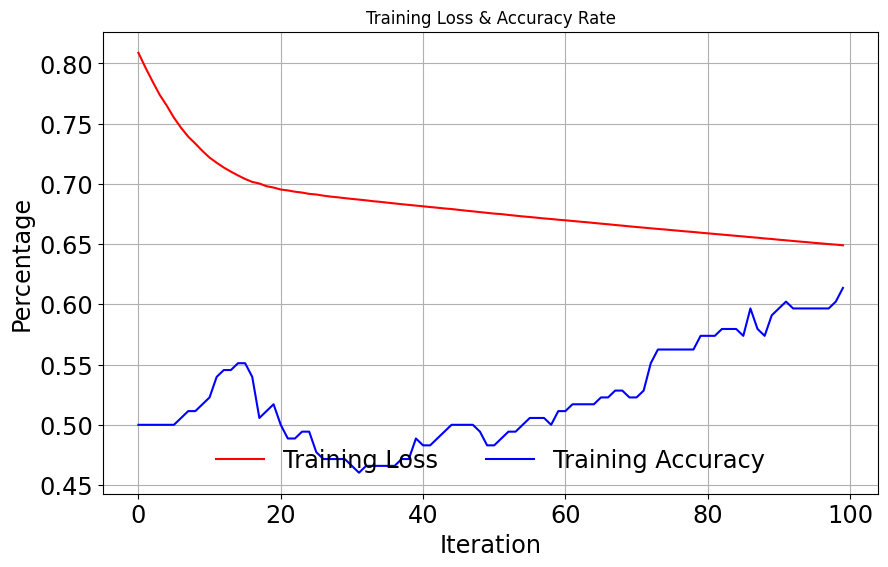 Training Loss & Accuracy Rate
0.80
0.75
0.70
0.65
0.60
0.55
0.50
0.45
Percentage
Training Loss
Training Accuracy
0 20 40 60 80 100
Iteration